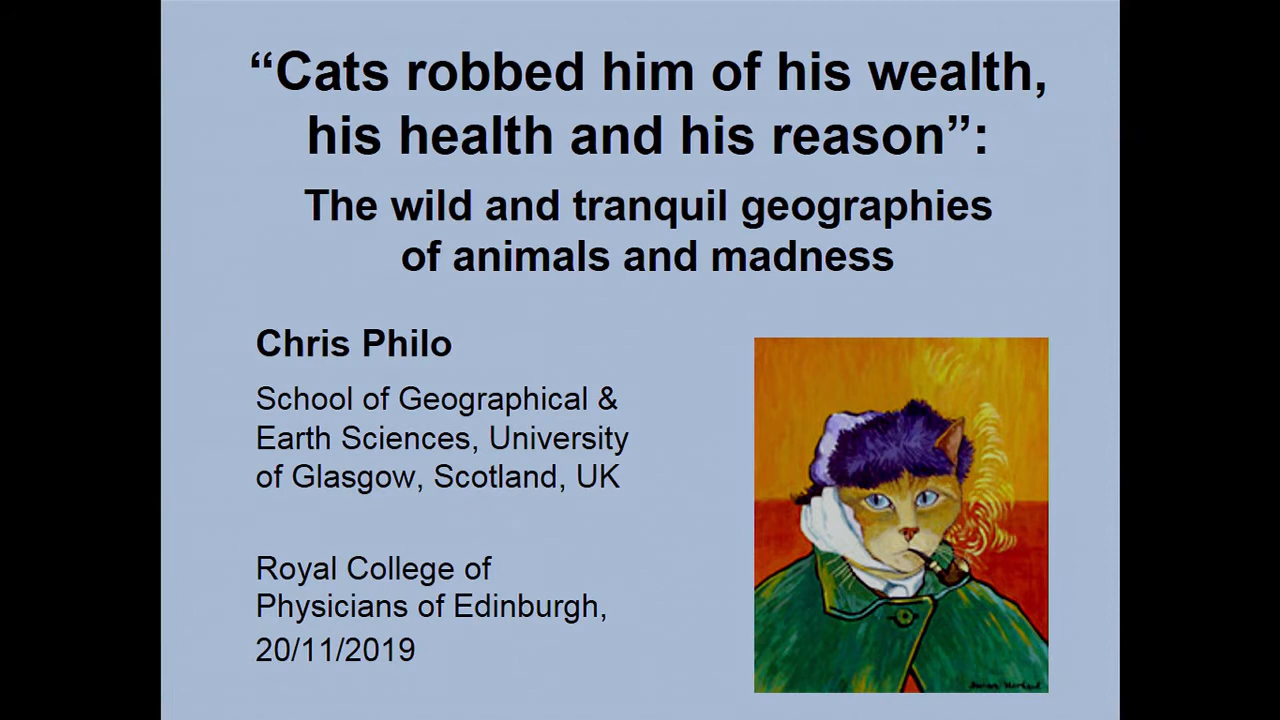 “Cats robbed him of his wealth,
his health and his reason”:
The wild and tranquil geographies
of animals and madness
Chris Philo
School of Geographical &
Earth Sciences, University
of Glasgow, Scotland, UK
Royal College of
Physicians of Edinburgh,
20/11/2019